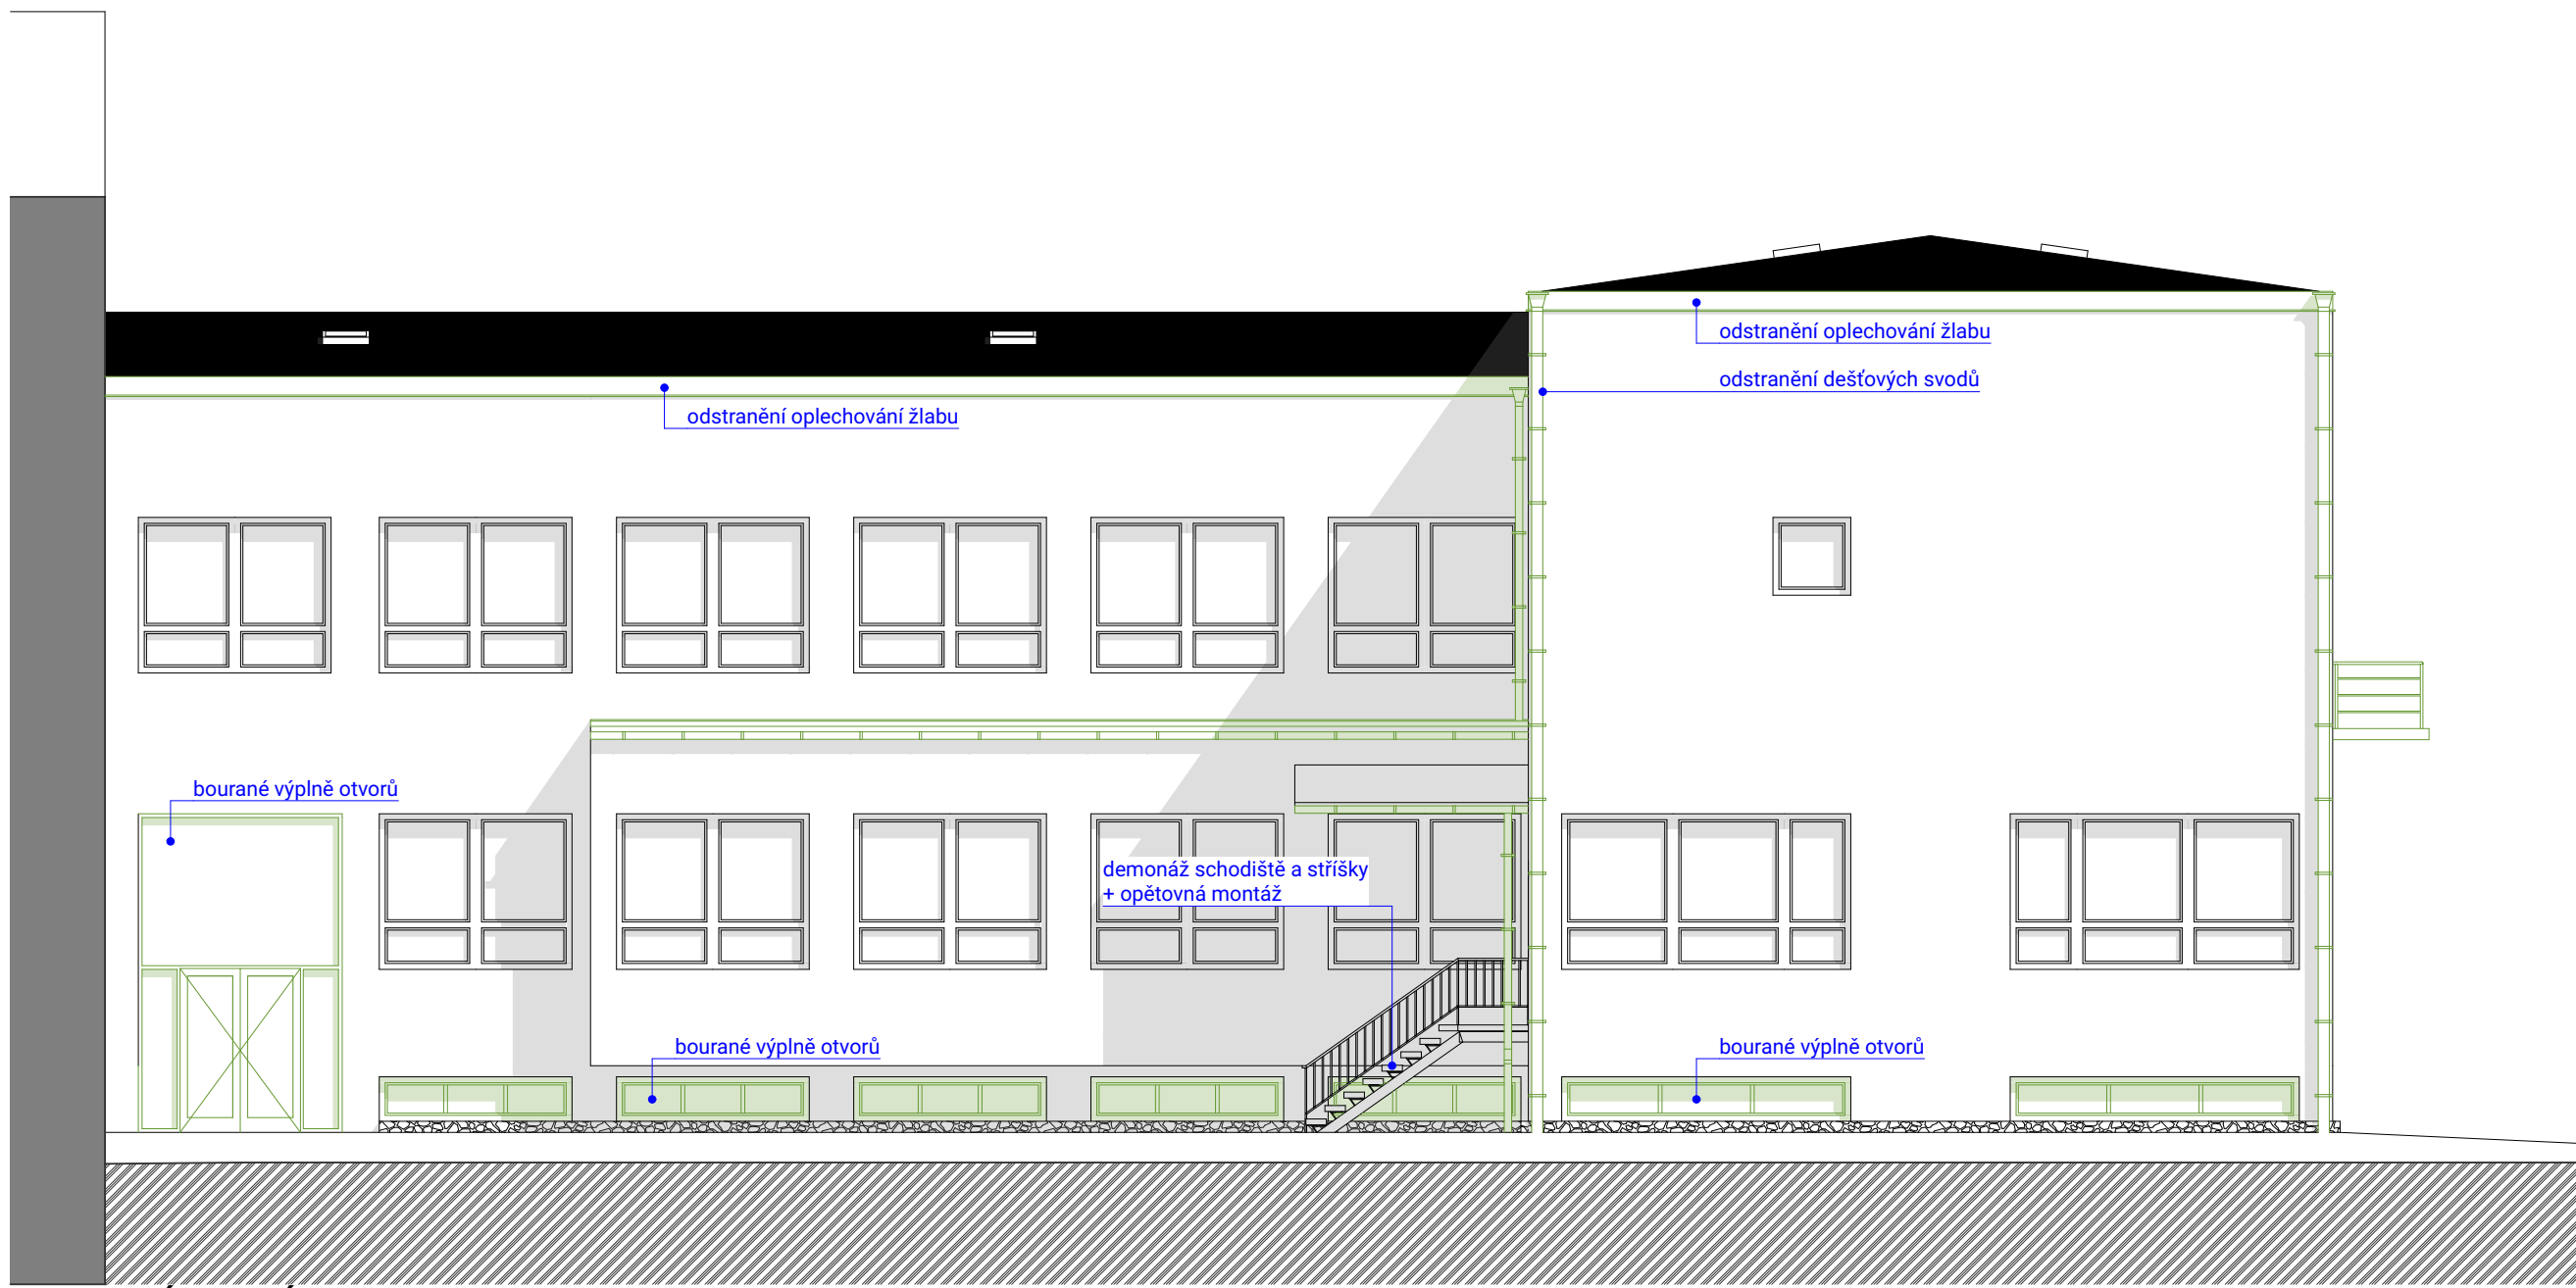 odstranění oplechování žlabu
odstranění dešťových svodů
odstranění oplechování žlabu
bourané výplně otvorů
demonáž schodiště a stříšky
+ opětovná montáž
bourané výplně otvorů
bourané výplně otvorů